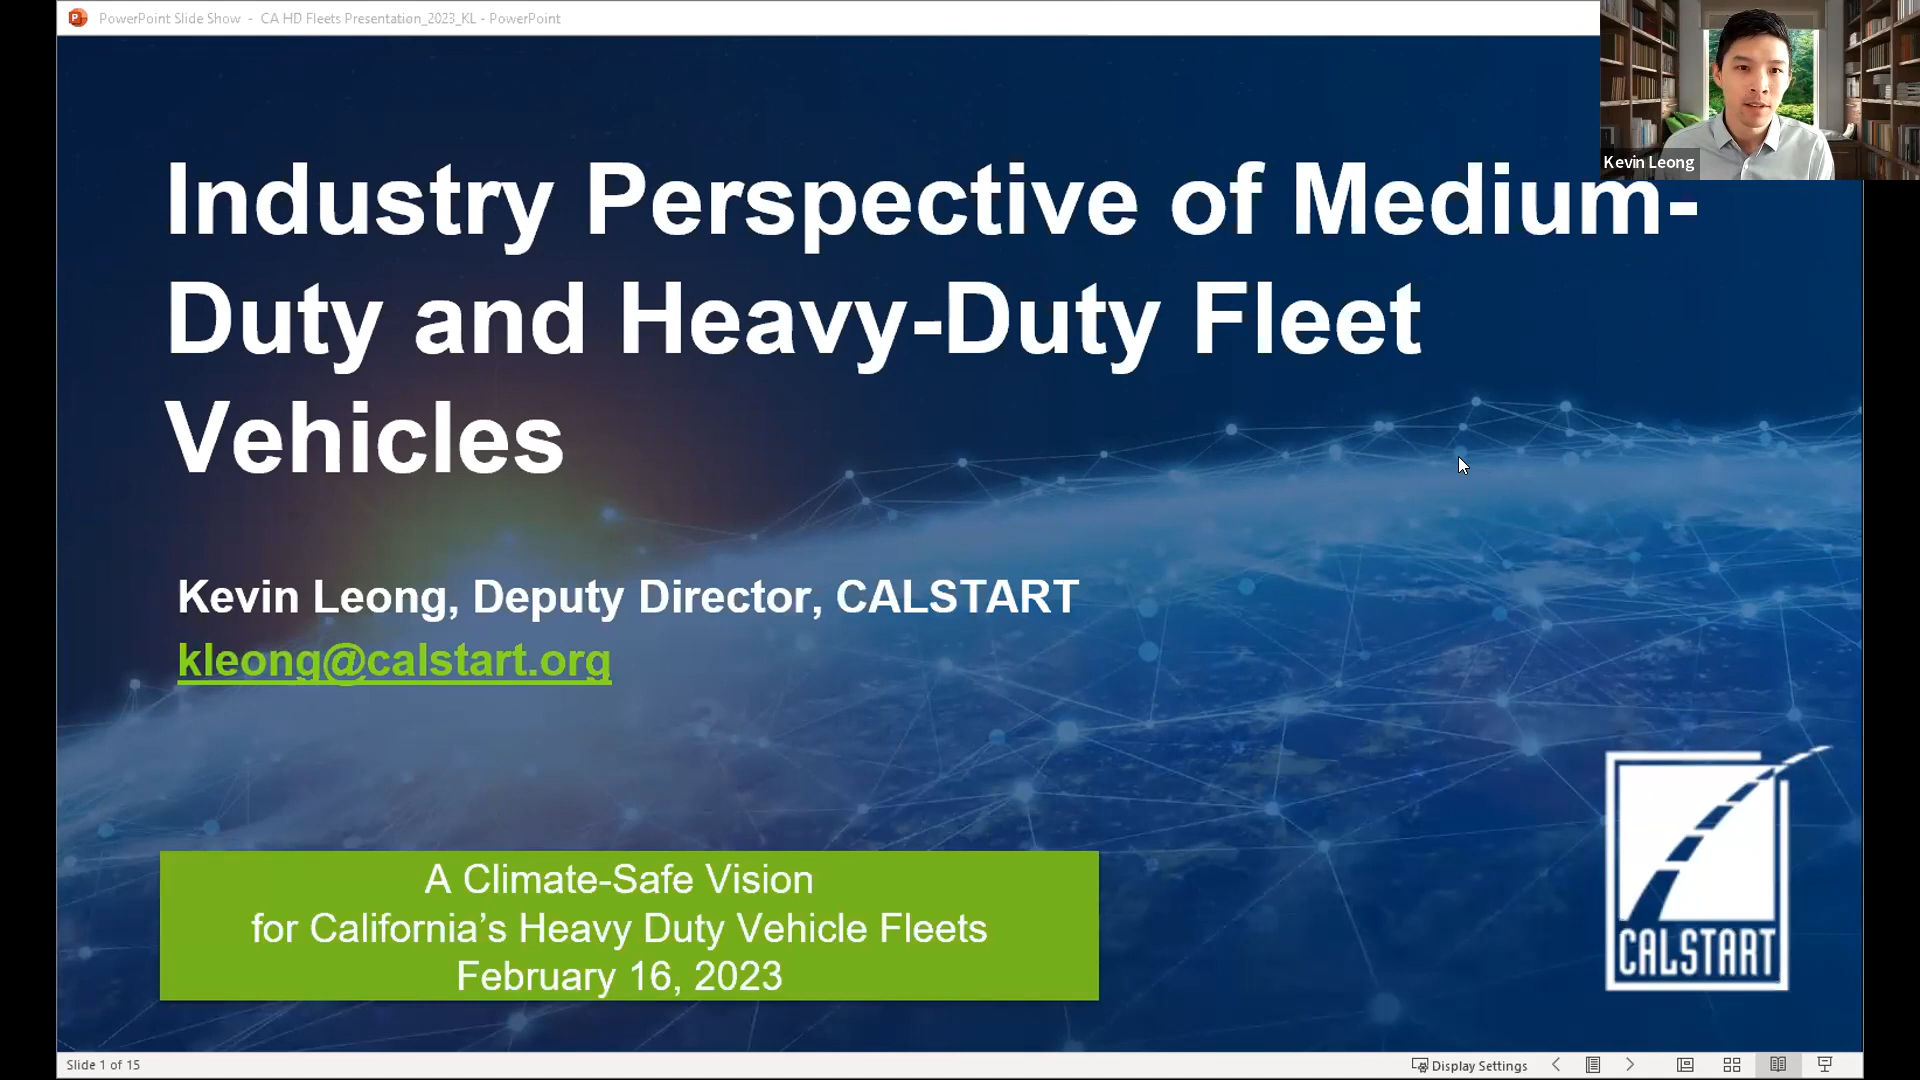 PowerPoint Slide Show - CA HD Fleets Presentation_2023_KL - PowerPoint
Kevin Leong
Industry Perspective of Medium-
Duty and Heavy-Duty Fleet
Vehicles
Kevin Leong, Deputy Director, CALSTART
kleong@calstart.org
A Climate-Safe Vision
for California’s Heavy Duty Vehicle Fleets
February 16, 2023
CALSTART
Slide 1 of 15
Display Settings